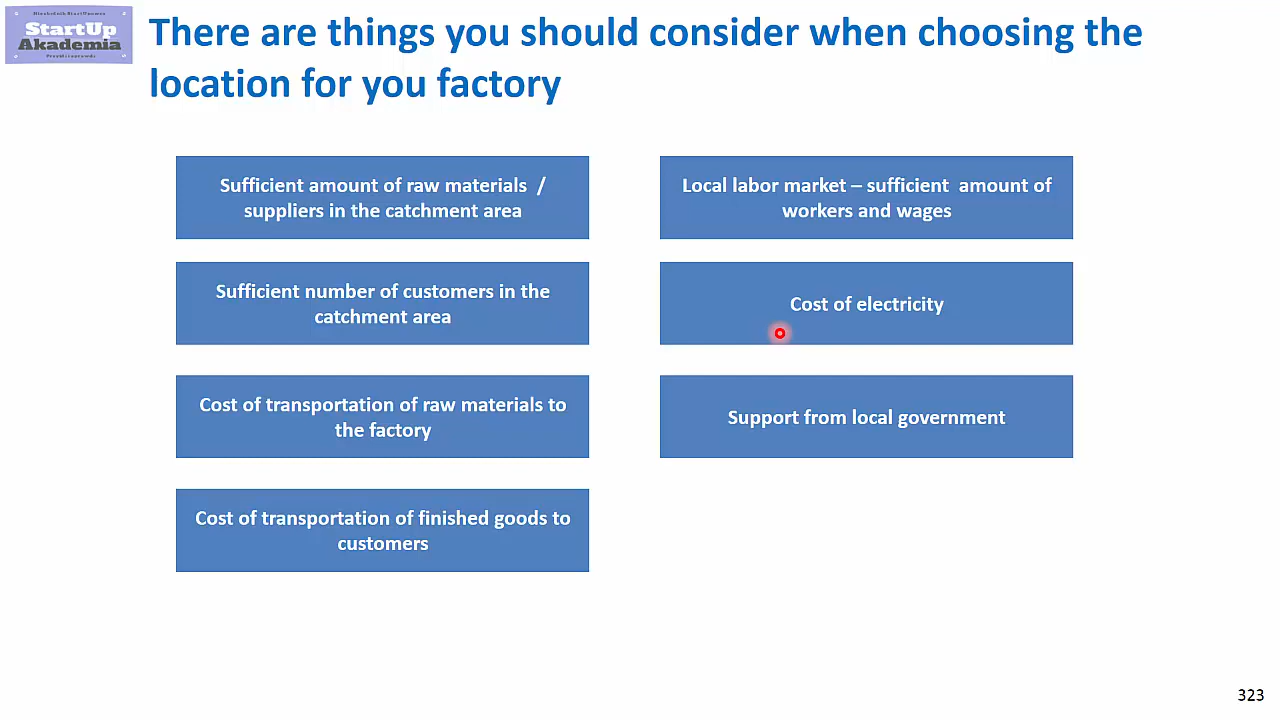 StartUp
Akademia
There are things you should consider when choosing the
location for you factory
Sufficient amount of raw materials /
suppliers in the catchment area
Sufficient number of customers in the
catchment area
Cost of transportation of raw materials to
the factory
Cost of transportation of finished goods to
customers
Local labor market – sufficient amount of
workers and wages
Cost of electricity
Support from local government
323